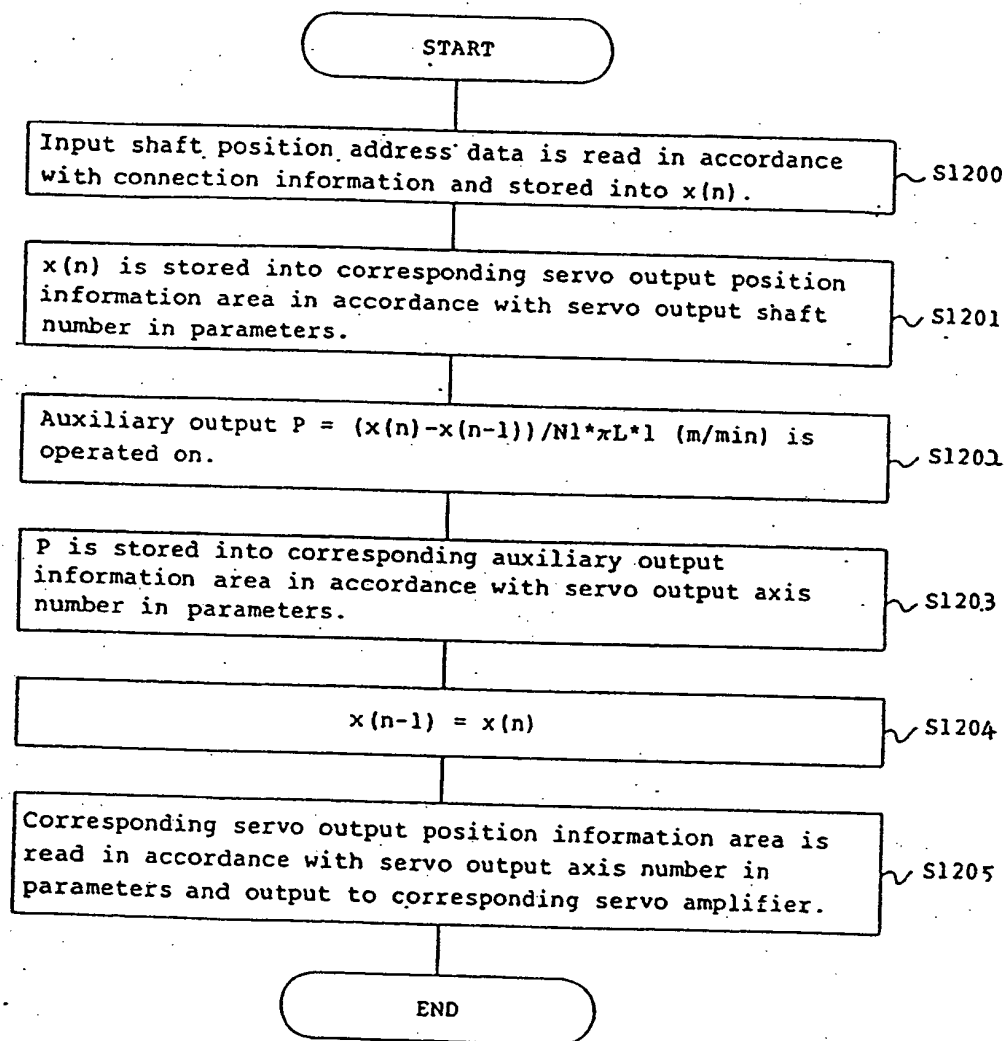 START
Input shaft position address data is read in accordance
with connection information and stored into x(n).
S1200
x(n) is stored into corresponding servo output position
information area in accordance with servo output shaft
number in parameters.
S1201
Auxiliary output P = (x(n)-x(n-1))/Nl*πL*l (m/min) is
operated on.
S1202
P is stored into corresponding auxiliary output
information area in accordance with servo output axis
number in parameters.
S1203
x(n-1) = x(n)
S1204
Corresponding servo output position information area is
read in accordance with servo output axis number in
parameters and output to corresponding servo amplifier.
S1205
END